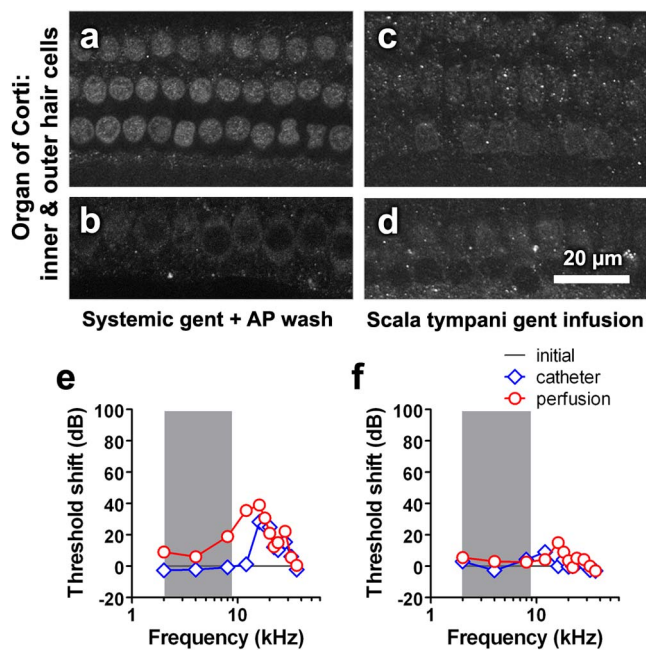 a
c
Organ of Corti:
inner & outer hair cells
b
d
20 µm
Systemic gent + AP wash
Scala tympani gent infusion
initial
catheter
perfusion
e
f
Threshold shift (dB)
100
80
60
40
20
0
-20
1
10
Frequency (kHz)
Threshold shift (dB)
100
80
60
40
20
0
-20
1
10
Frequency (kHz)